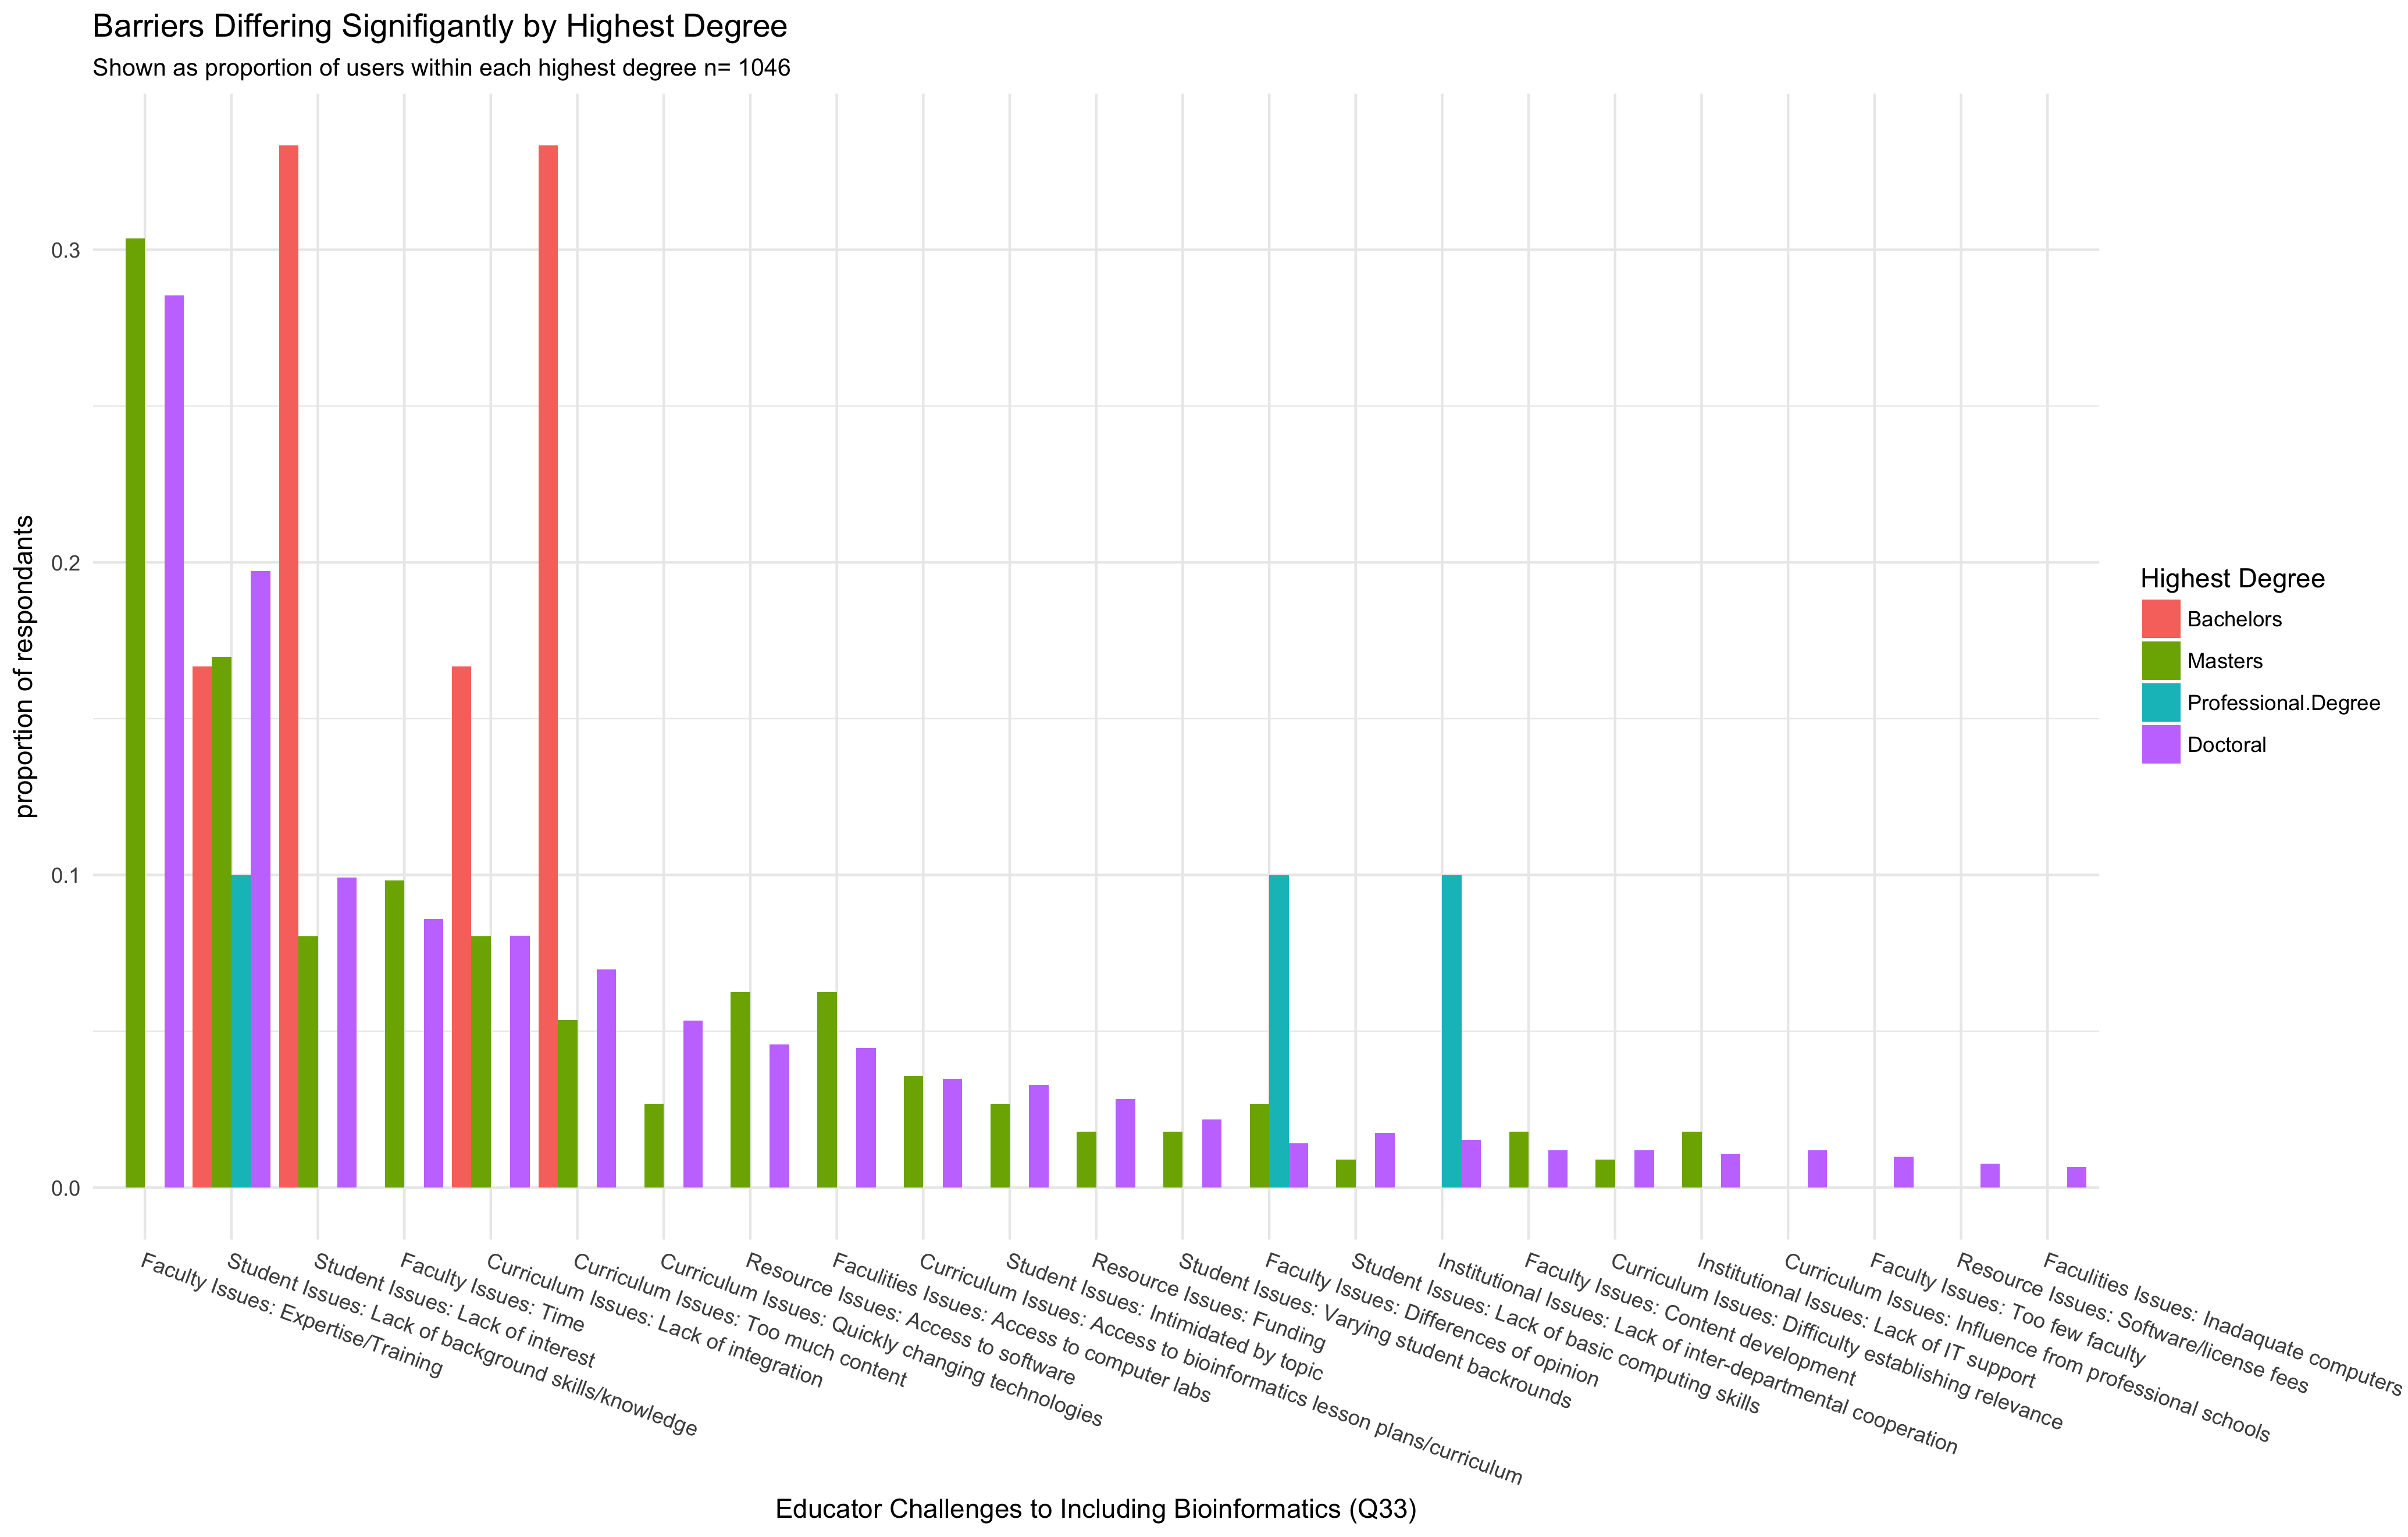 Barriers Differing Signifigantly by Highest Degree
Shown as proportion of users within each highest degree n= 1046
proportion of respondants
0.3
0.2
0.1
0.0
Faculty Issues: Expertise/Training
Student Issues: Lack of background skills/knowledge
Student Issues: Lack of interest
Faculty Issues: Time
Curriculum Issues: Lack of integration
Curriculum Issues: Too much content
Curriculum Issues: Quickly changing technologies
Resource Issues: Access to software
Faculities Issues: Access to computer labs
Curriculum Issues: Access to bioinformatics lesson plans/curriculum
Student Issues: Intimidated by topic
Resource Issues: Funding
Student Issues: Varying student backrounds
Faculty Issues: Differences of opinion
Student Issues: Lack of basic computing skills
Institutional Issues: Lack of inter-departmental cooperation
Faculty Issues: Content development
Curriculum Issues: Difficulty establishing relevance
Institutional Issues: Lack of IT support
Curriculum Issues: Influence from professional schools
Faculty Issues: Too few faculty
Resource Issues: Software/license fees
Faculities Issues: Inadaquate computers
Educator Challenges to Including Bioinformatics (Q33)
Highest Degree
Bachelors
Masters
Professional.Degree
Doctoral